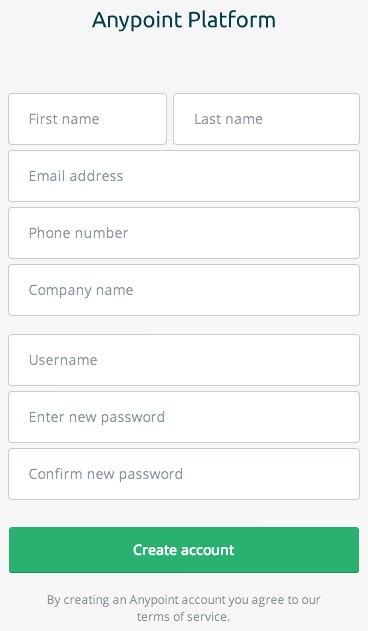 Anypoint Platform
First name Last name
Email address
Phone number
Company name
Username
Enter new password
Confirm new password
Create account
By creating an Anypoint account you agree to our
terms of service.